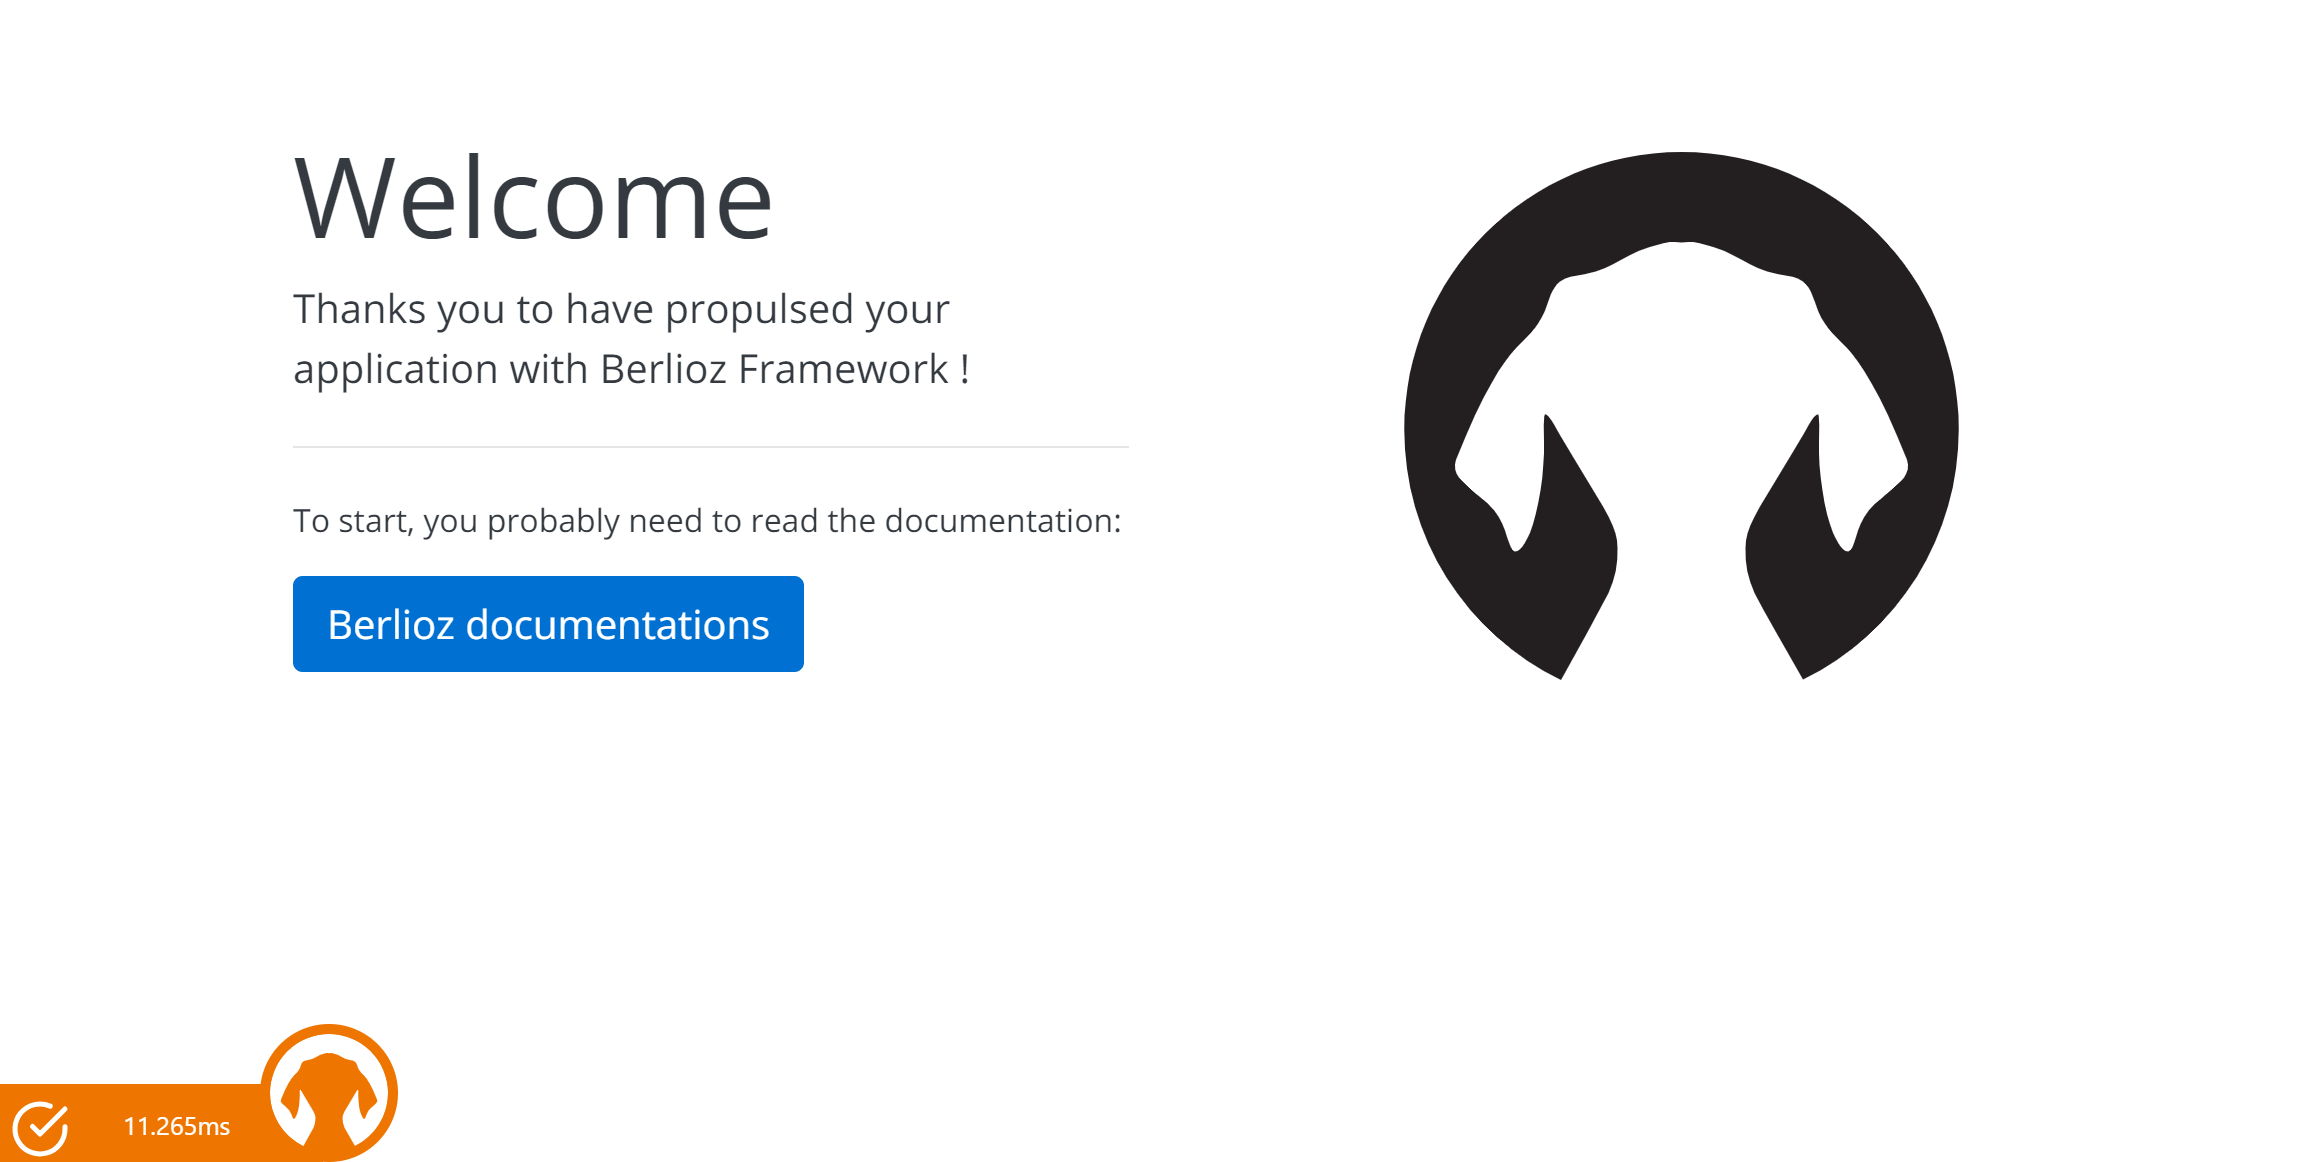 Welcome
Thanks you to have propulsed your
application with Berlioz Framework !
To start, you probably need to read the documentation:
Berlioz documentations
11.265ms